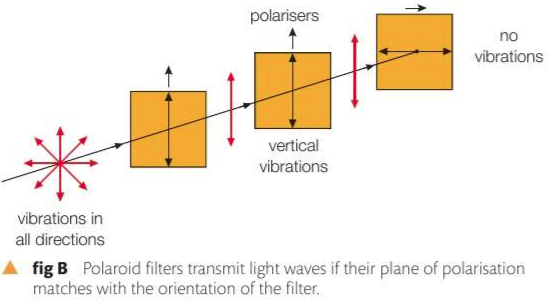 polarisers
no
vibrations
vertical
vibrations
vibrations in
all directions
fig B Polaroid filters transmit light waves if their plane of polarisation
matches with the orientation of the filter.